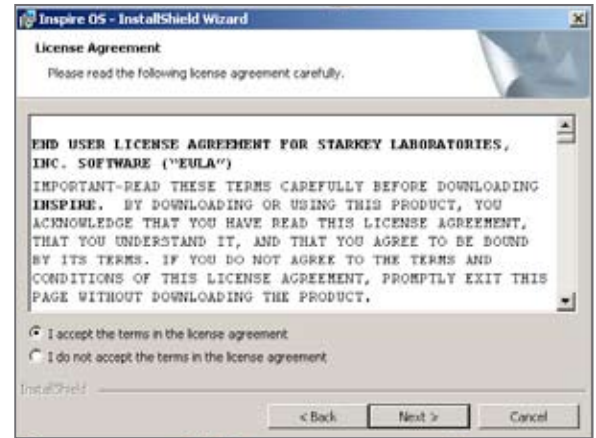 Inspire OS - InstallShield Wizard
License Agreement
Please read the following license agreement carefully.
END USER LICENSE AGREEMENT FOR STARKEY LABORATORIES,
INC. SOFTWARE ("EULA")
IMPORTANT-READ THESE TERMS CAREFULLY BEFORE DOWNLOADING
INSPIRE. BY DOWNLOADING OR USING THIS PRODUCT, YOU
ACKNOWLEDGE THAT YOU HAVE READ THIS LICENSE AGREEMENT,
THAT YOU UNDERSTAND IT, AND THAT YOU AGREE TO BE BOUND
BY ITS TERMS. IF YOU DO NOT AGREE TO THE TERMS AND
CONDITIONS OF THIS LICENSE AGREEMENT, PROMPTLY EXIT THIS
PAGE WITHOUT DOWNLOADING THE PRODUCT.
I accept the terms in the license agreement
I do not accept the terms in the license agreement
InstallShield
< Back
Next >
Cancel